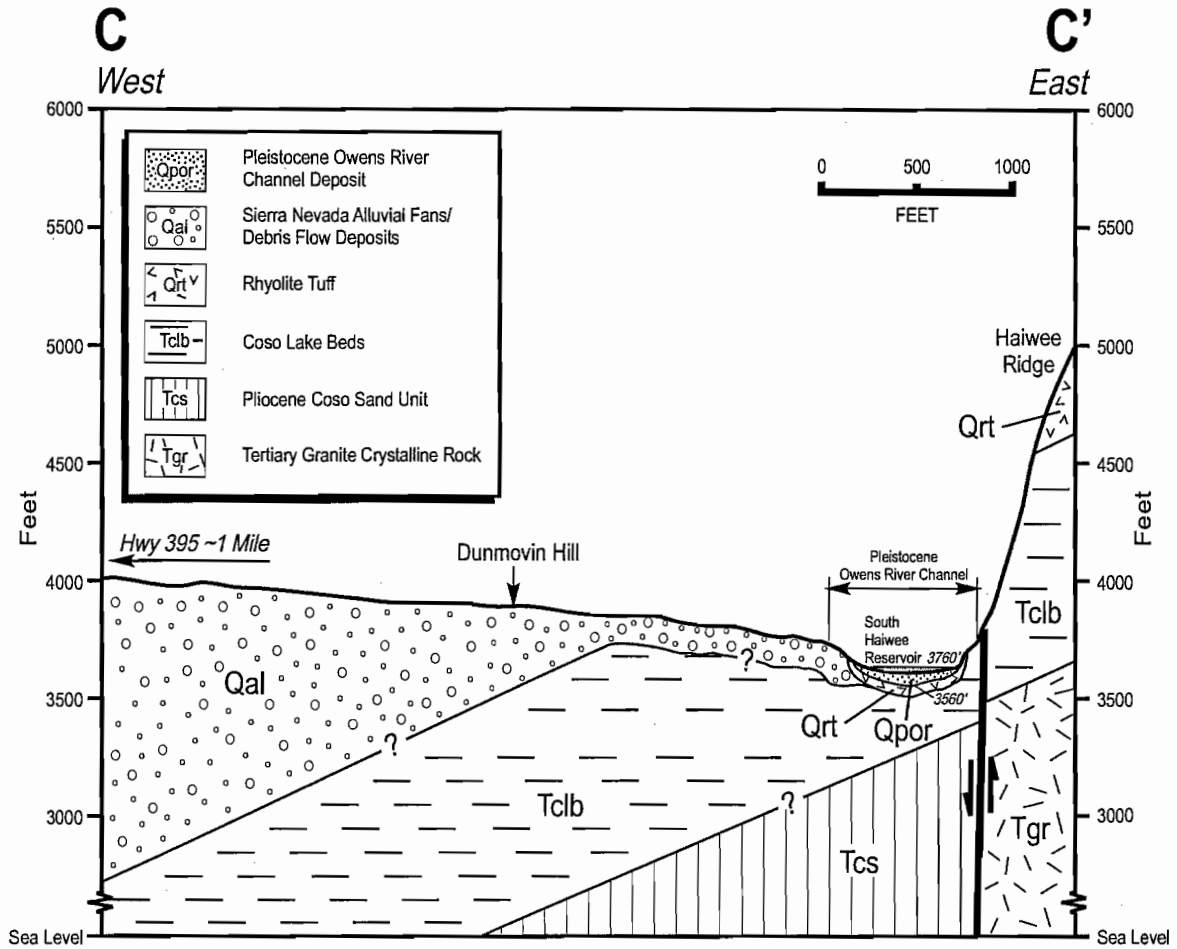 C
C’
West
East
6000
6000
Qpor
Pleistocene Owens River
Channel Deposit
Qal
Sierra Nevada Alluvial Fans/
Debris Flow Deposits
Qrt
Rhyolite Tuff
Tclb
Coso Lake Beds
Tcs
Pliocene Coso Sand Unit
Tgr
Tertiary Granite Crystalline Rock
0 500 1000
FEET
5500
5500
5000
5000
Haiwee
Ridge
Qrt
4500
4500
Feet
Feet
Hwy 395 ~1 Mile
Dunmovin Hill
Pleistocene
Owens River Channel
4000
4000
South
Haiwee
Reservoir 3760'
Tclb
?
Qal
3560'
3500
3500
Qrt
Qpor
?
Tclb
?
3000
3000
Tgr
Tcs
Sea Level
Sea Level